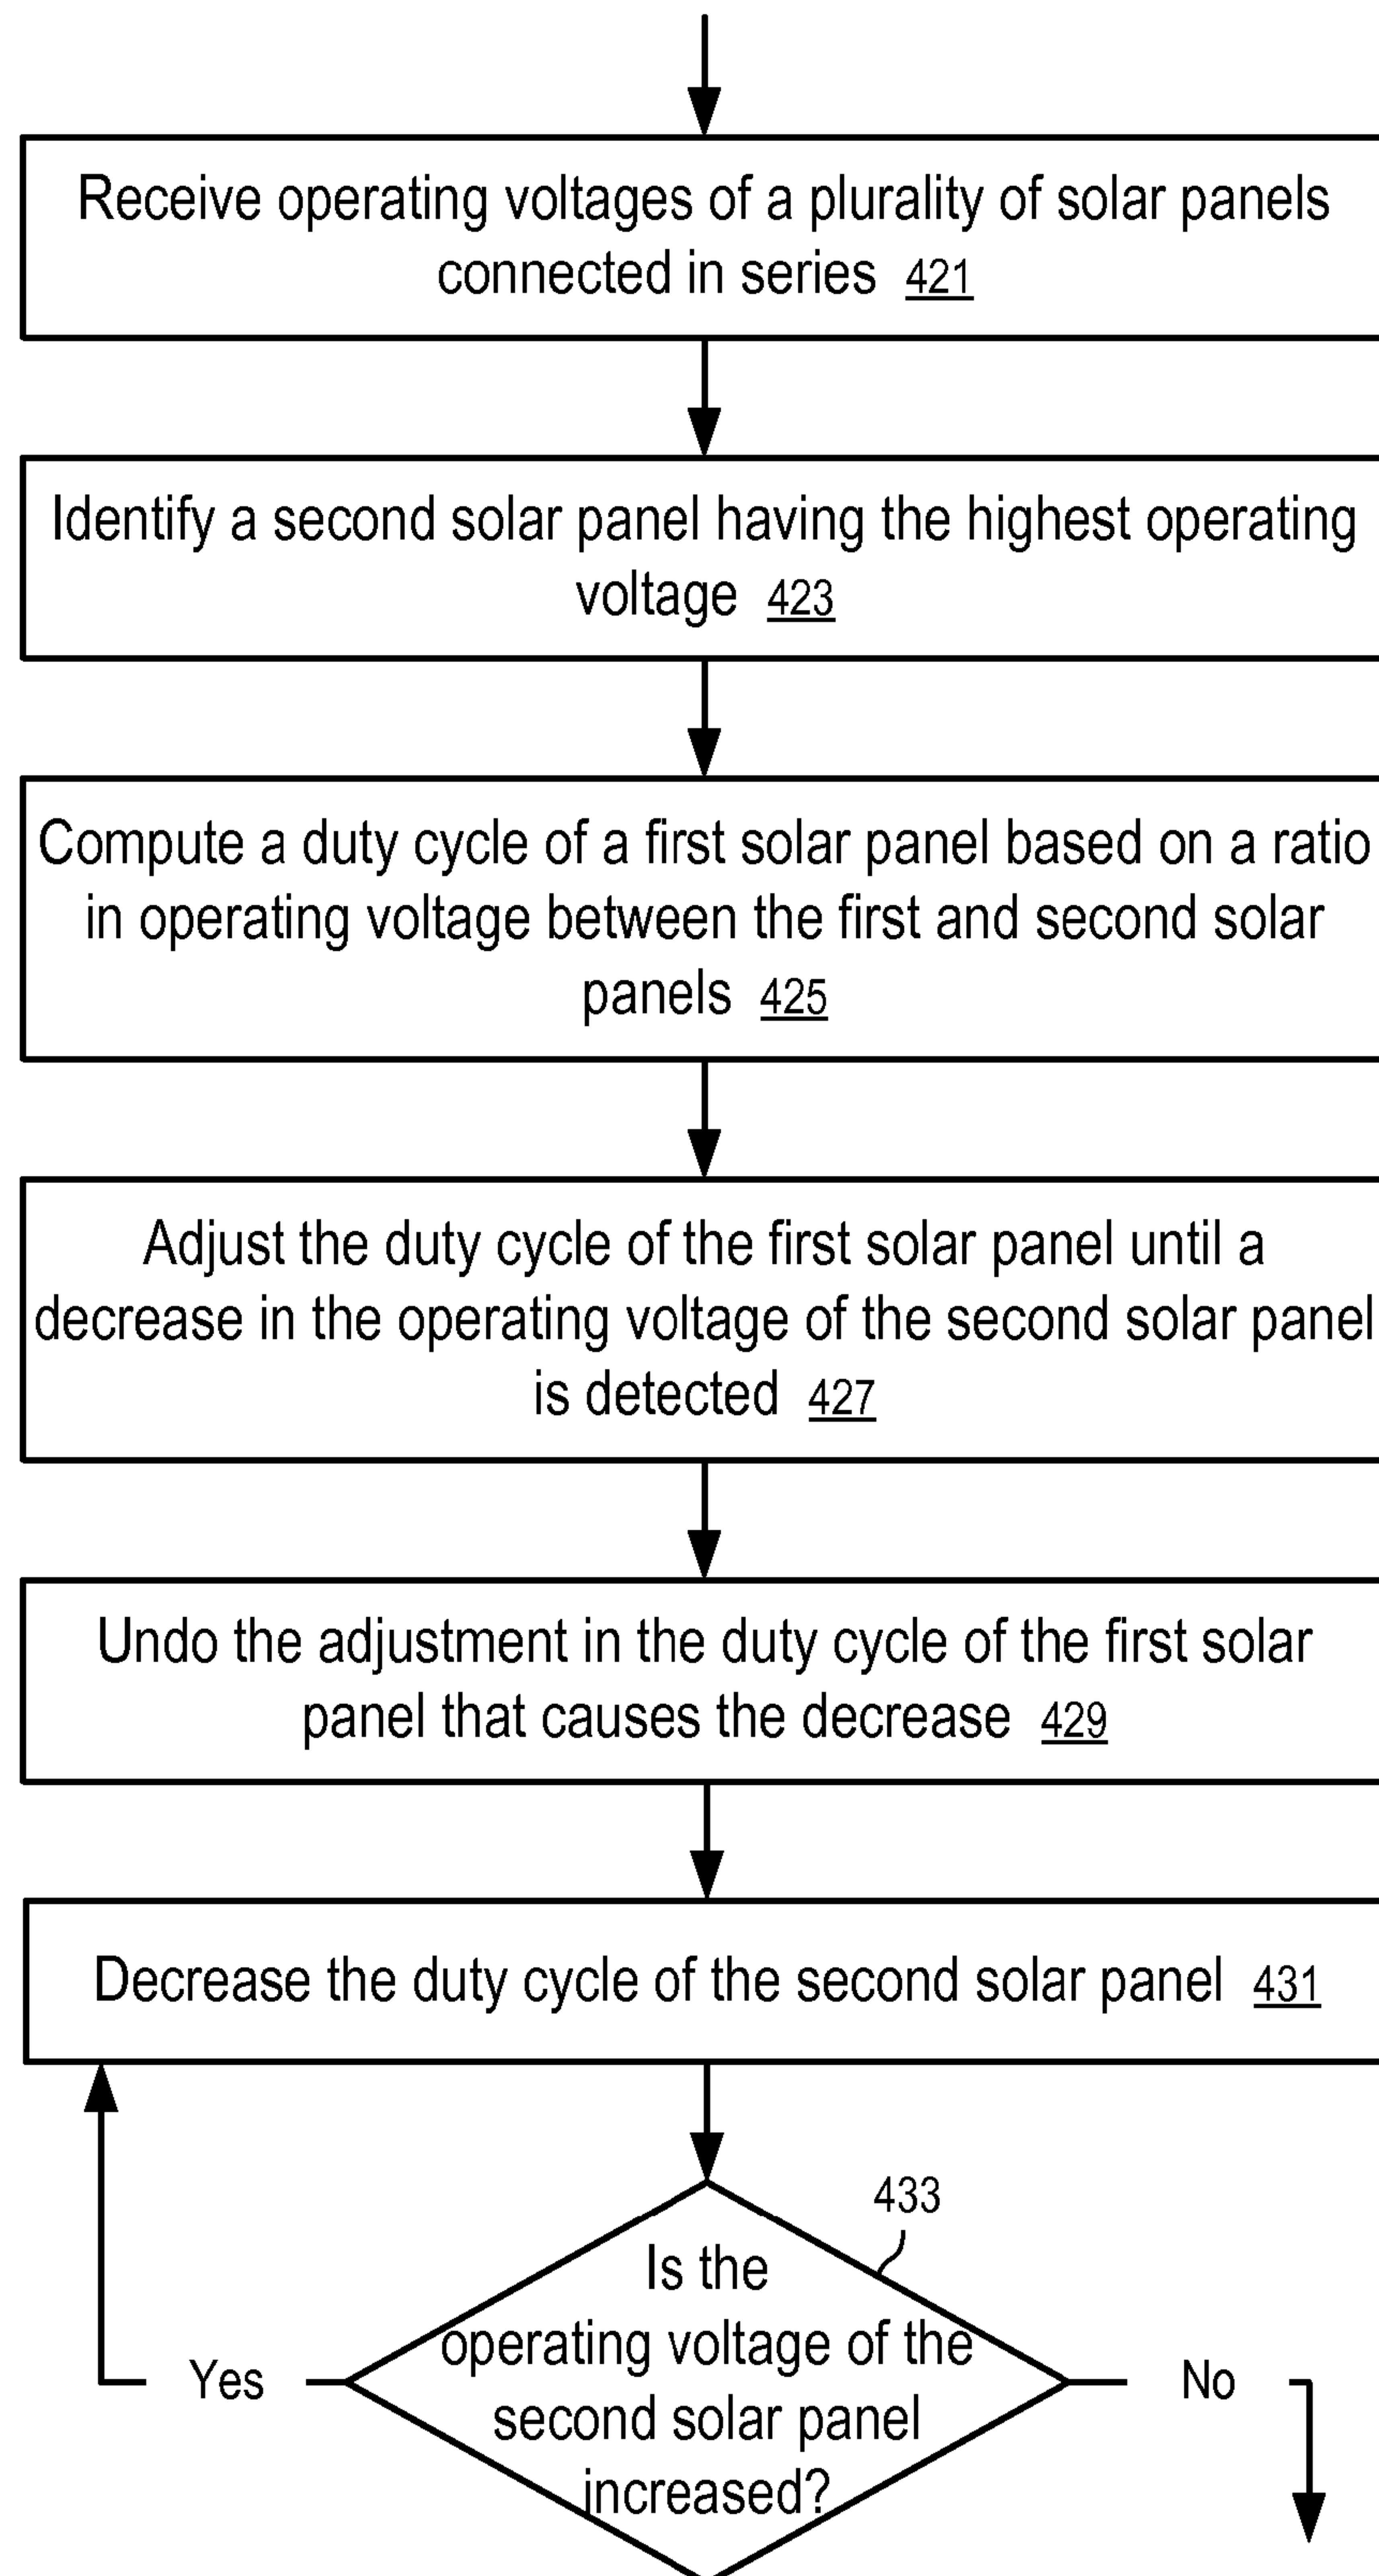 Receive operating voltages of a plurality of solar panels
connected in series 421
Identify a second solar panel having the highest operating
voltage 423
Compute a duty cycle of a first solar panel based on a ratio
in operating voltage between the first and second solar
panels 425
Adjust the duty cycle of the first solar panel until a
decrease in the operating voltage of the second solar panel
is detected 427
Undo the adjustment in the duty cycle of the first solar
panel that causes the decrease 429
Decrease the duty cycle of the second solar panel 431
433
Is the
operating voltage of the
second solar panel
increased?
Yes
No